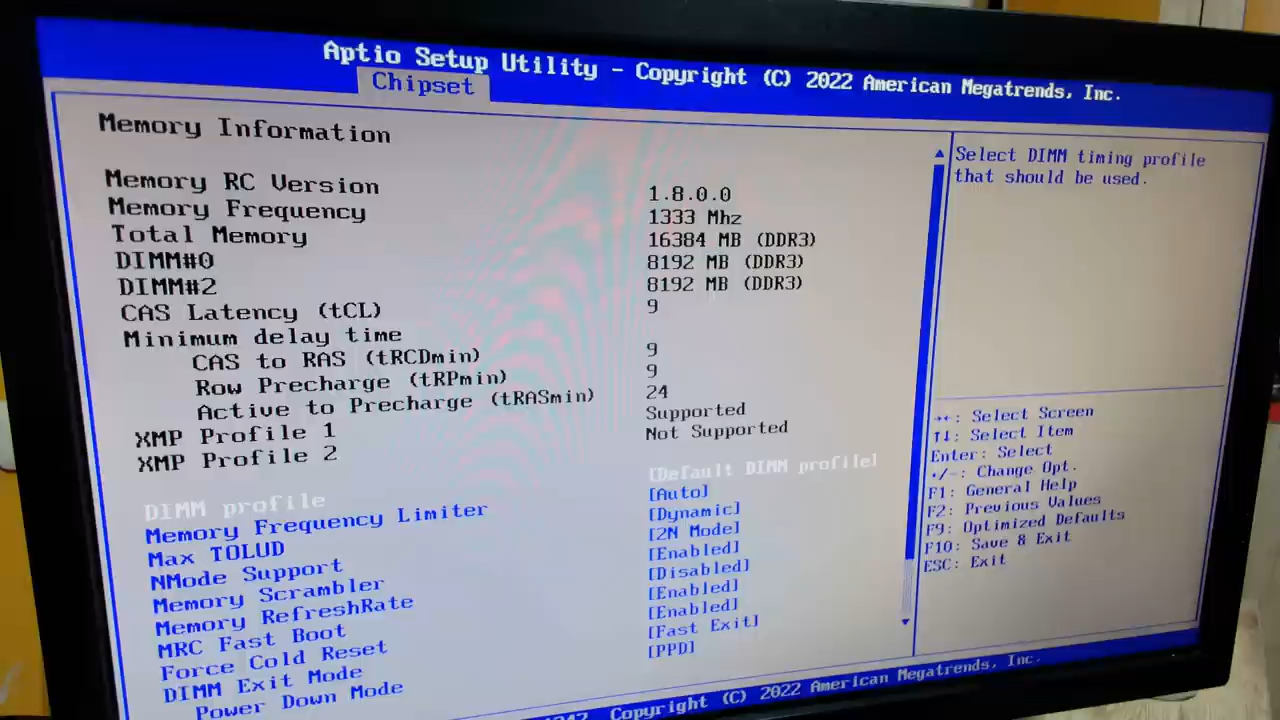 Aptio Setup Utility - Copyright (C) 2022 American Megatrends, Inc.
Chipset
Memory Information
Memory RC Version 1.8.0.0
Memory Frequency 1333 Mhz
Total Memory 16384 MB (DDR3)
DIMM#0 8192 MB (DDR3)
DIMM#2 8192 MB (DDR3)
CAS Latency (tCL) 9
Minimum delay time
CAS to RAS (tRCDmin) 9
Row Precharge (tRPmin) 9
Active to Precharge (tRASmin) 24
XMP Profile 1 Supported
XMP Profile 2 Not Supported
DIMM profile [Default DIMM profile]
Memory Frequency Limiter [Auto]
Max TOLUD [Dynamic]
NMode Support [2N Mode]
Memory Scrambler [Enabled]
Memory RefreshRate [Disabled]
MRC Fast Boot [Enabled]
Force Cold Reset [Enabled]
DIMM Exit Mode [Fast Exit]
Power Down Mode [PPD]
Select DIMM timing profile
that should be used.
→←: Select Screen
↑↓: Select Item
Enter: Select
+/-: Change Opt.
F1: General Help
F2: Previous Values
F9: Optimized Defaults
F10: Save & Exit
ESC: Exit
Copyright (C) 2022 American Megatrends, Inc.